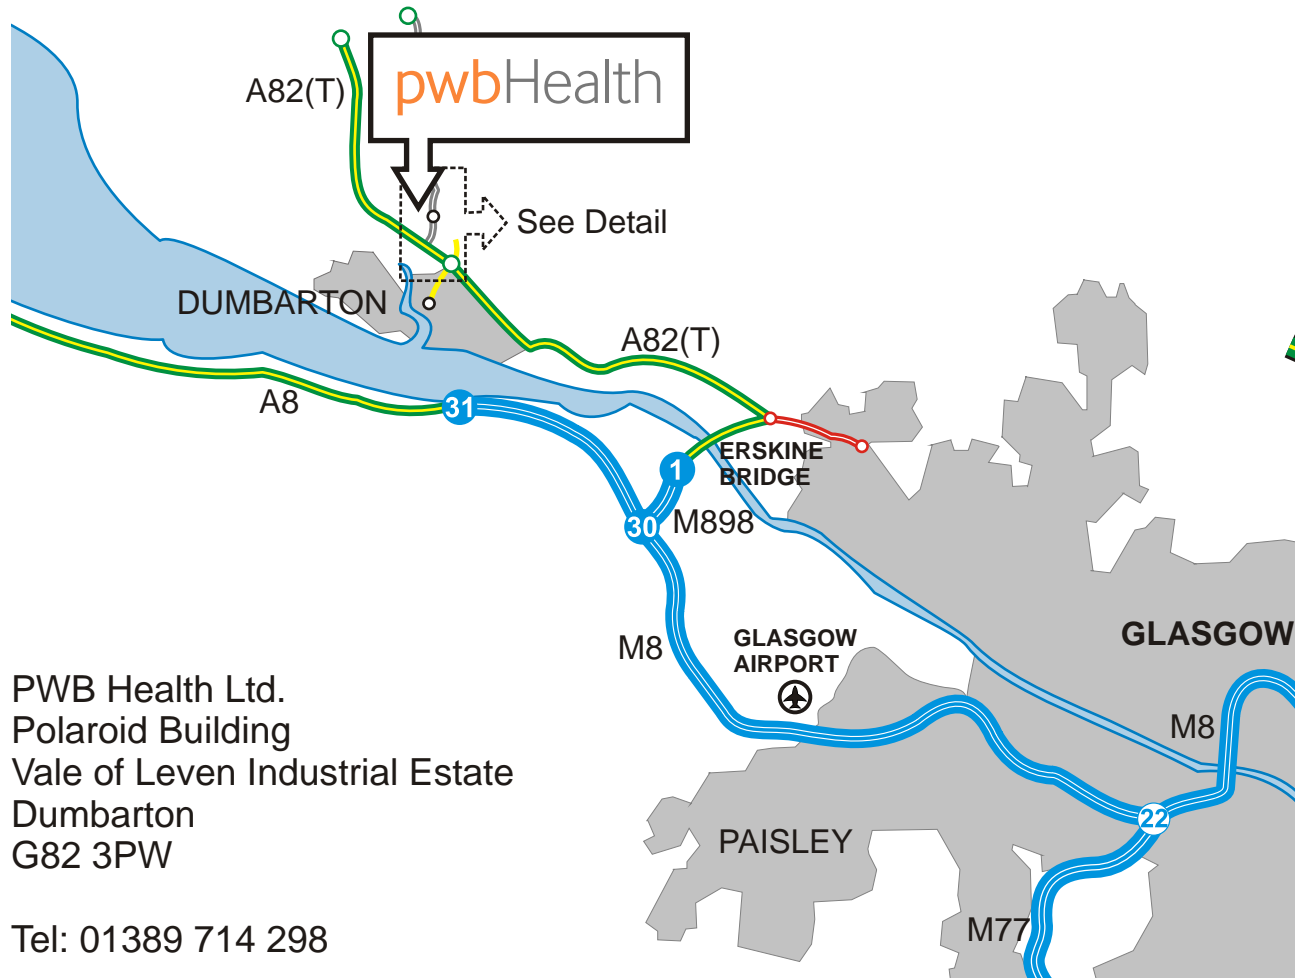 A82(T)
pwbHealth
See Detail
DUMBARTON
A82(T)
A8
31
ERSKINE
BRIDGE
1
30
M898
GLASGOW
M8
GLASGOW
AIRPORT
M8
22
PAISLEY
M77
PWB Health Ltd.
Polaroid Building
Vale of Leven Industrial Estate
Dumbarton
G82 3PW
Tel: 01389 714 298